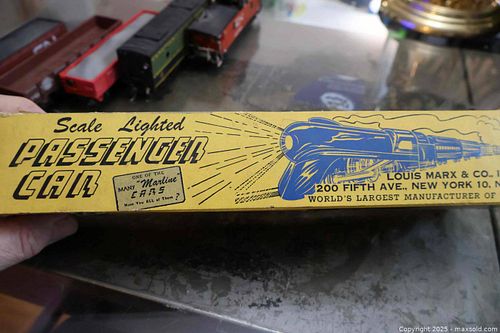 Scale Lighted
PASSENGER
CAR
ONE OF THE
MANY Marline
CARS
Have You ALL of Them?
LOUIS MARX & CO. I
200 FIFTH AVE., NEW YORK 10. N
WORLD'S LARGEST MANUFACTURER OF
Copyright 2025 - maxsold.com